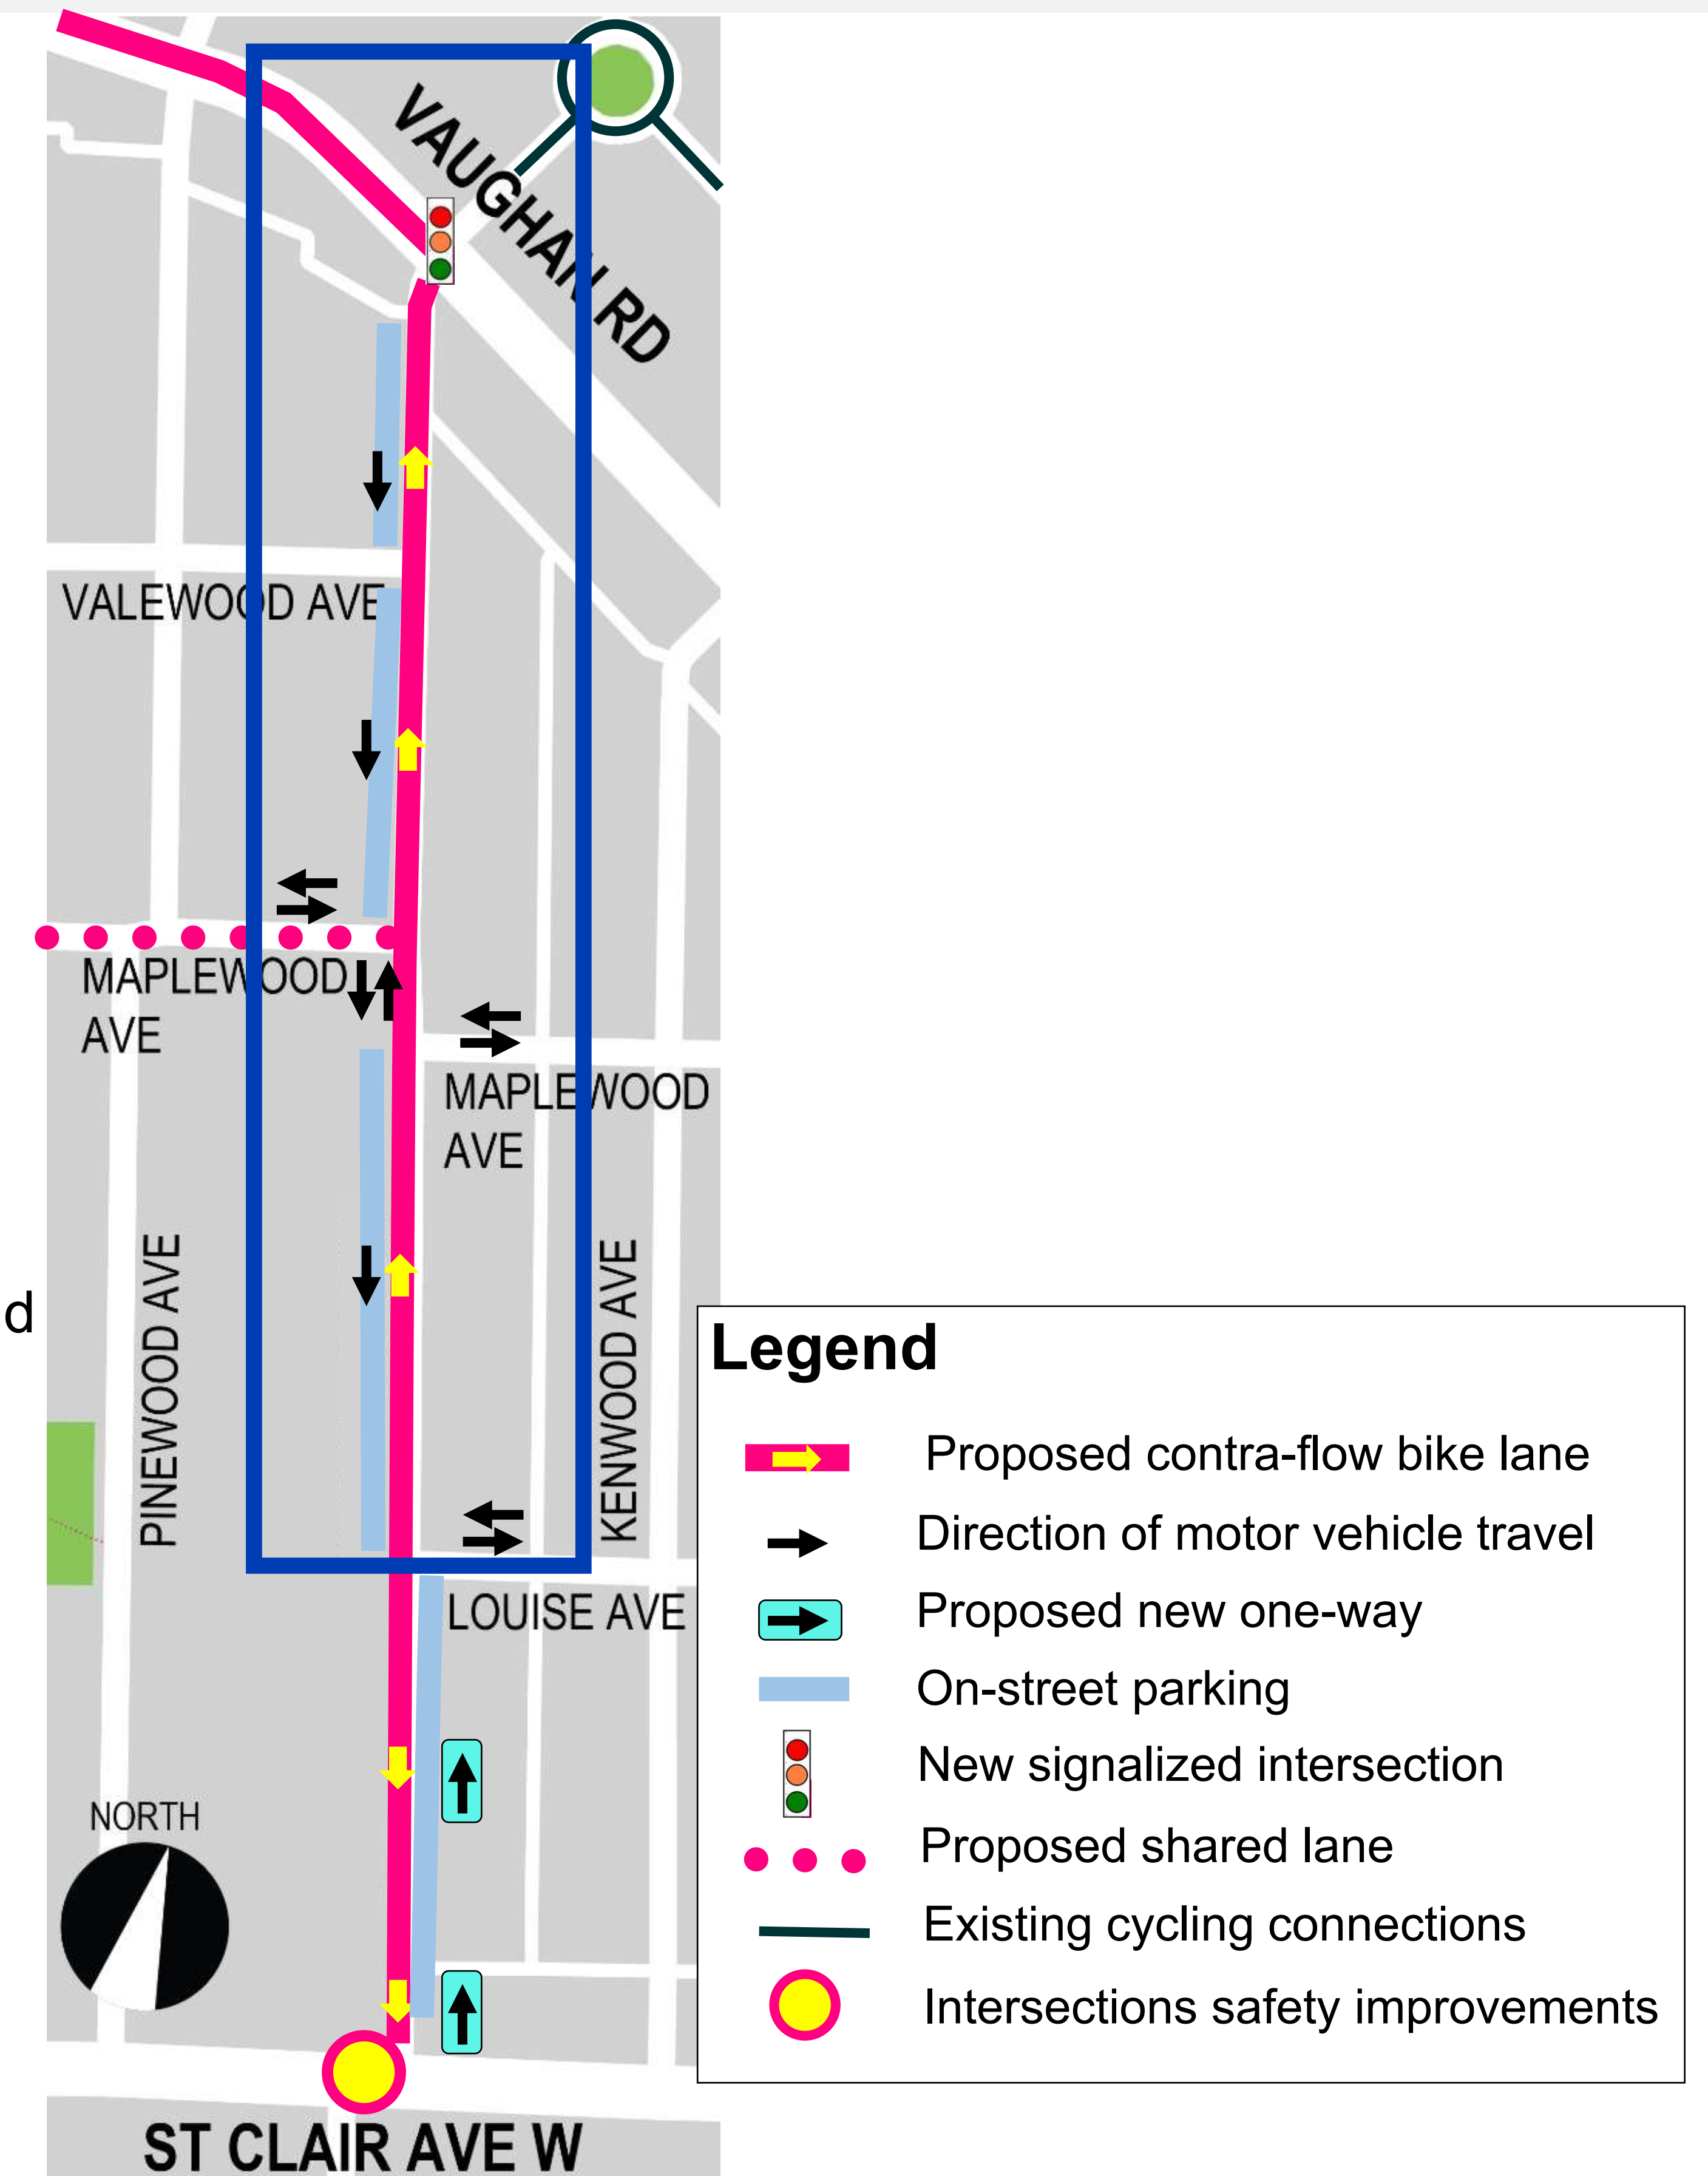 VAUGHAN RD
VALEWOOD AVE
MAPLEWOOD
AVE
MAPLEWOOD
AVE
PINEWOOD AVE
KENWOOD AVE
d
LOUISE AVE
NORTH
ST CLAIR AVE W
Legend
Proposed contra-flow bike lane
Direction of motor vehicle travel
Proposed new one-way
On-street parking
New signalized intersection
Proposed shared lane
Existing cycling connections
Intersections safety improvements